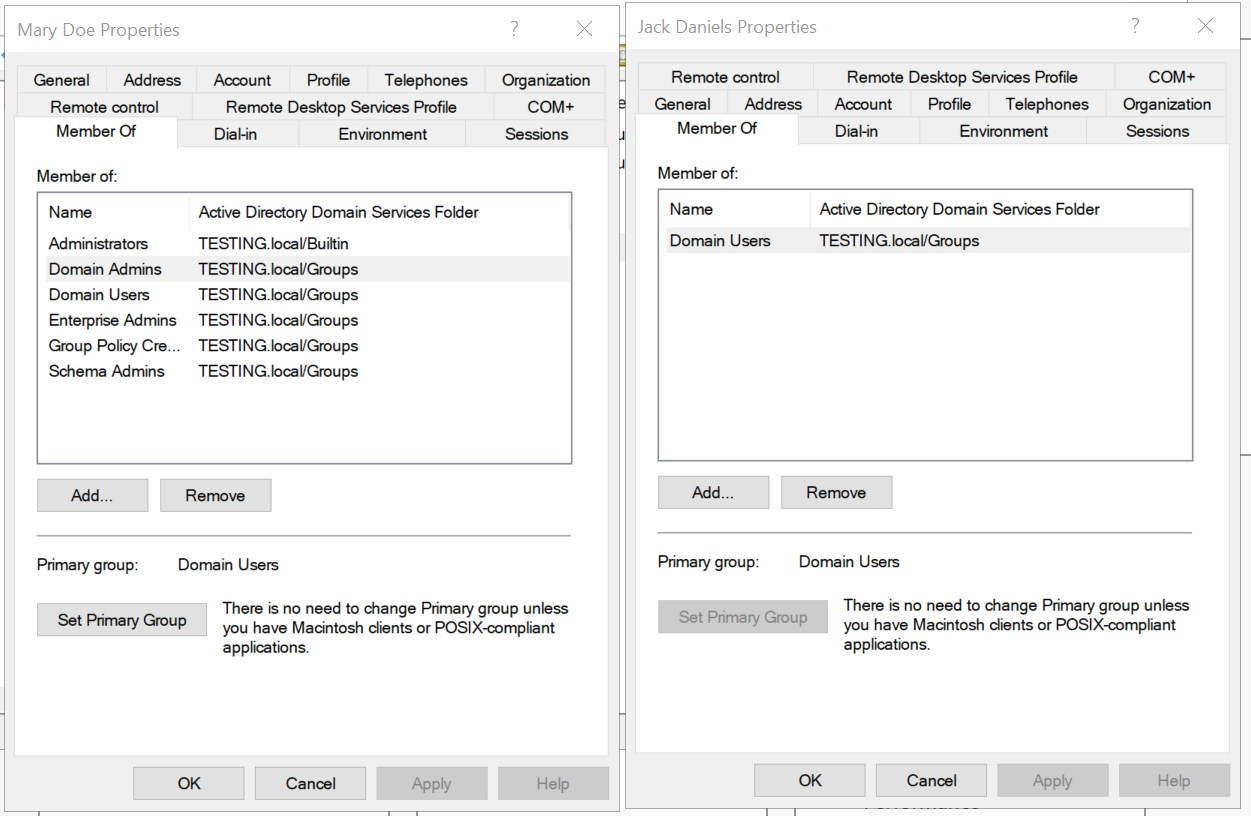 Mary Doe Properties
?
General Address Account Profile Telephones Organization
Remote control Remote Desktop Services Profile COM+
Member Of Dial-in Environment Sessions
Member of:
Name Active Directory Domain Services Folder
Administrators TESTING.local/Builtin
Domain Admins TESTING.local/Groups
Domain Users TESTING.local/Groups
Enterprise Admins TESTING.local/Groups
Group Policy Cre... TESTING.local/Groups
Schema Admins TESTING.local/Groups
Add... Remove
Primary group: Domain Users
Set Primary Group
There is no need to change Primary group unless
you have Macintosh clients or POSIX-compliant
applications.
OK Cancel Apply Help
Jack Daniels Properties
?
Remote control Remote Desktop Services Profile COM+
General Address Account Profile Telephones Organization
Member Of Dial-in Environment Sessions
Member of:
Name Active Directory Domain Services Folder
Domain Users TESTING.local/Groups
Add... Remove
Primary group: Domain Users
Set Primary Group
There is no need to change Primary group unless
you have Macintosh clients or POSIX-compliant
applications.
OK Cancel Apply Help